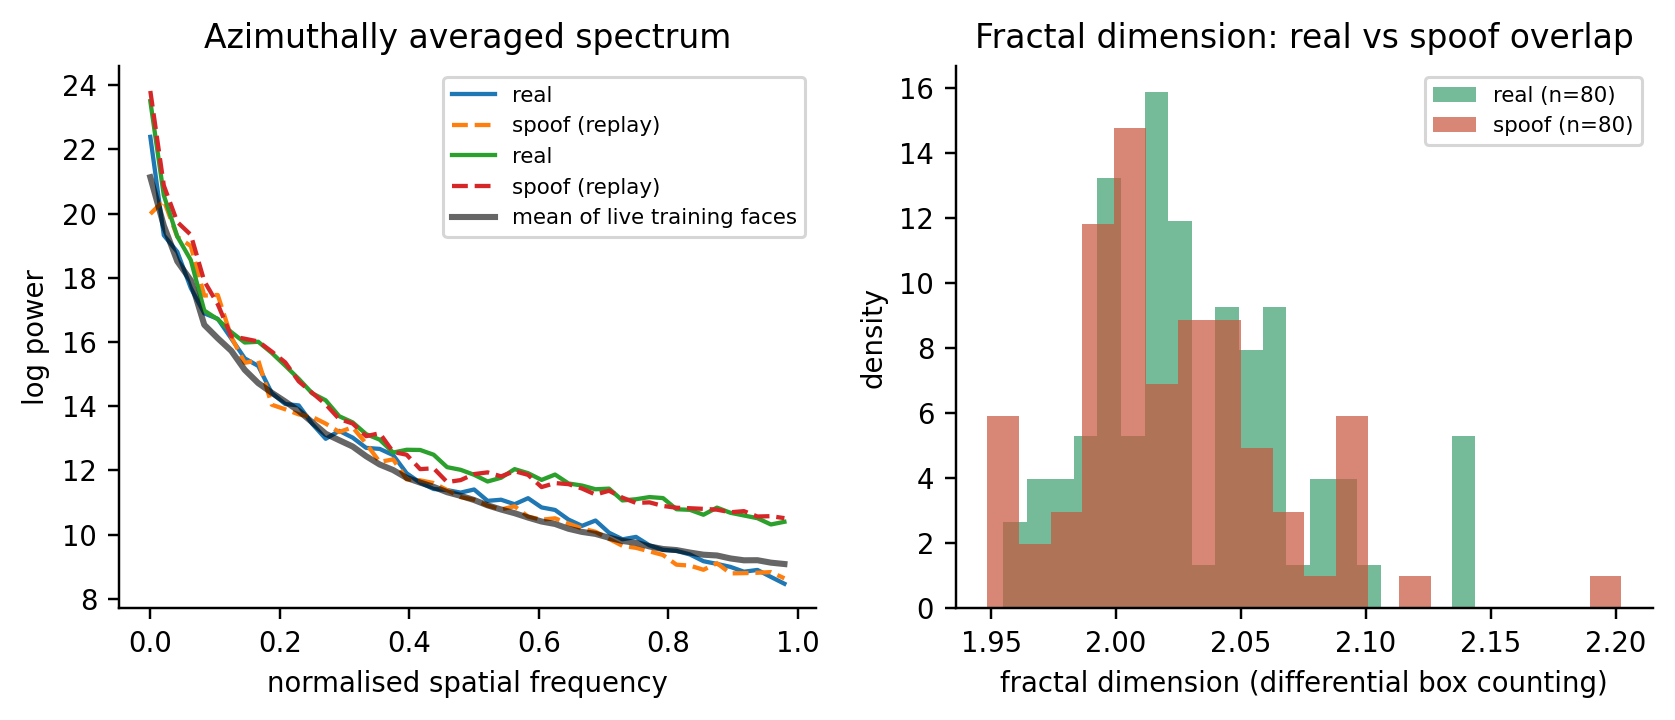 Azimuthally averaged spectrum
24
22
20
18
16
14
12
10
8
log power
real
spoof (replay)
real
spoof (replay)
mean of live training faces
0.0 0.2 0.4 0.6 0.8 1.0
normalised spatial frequency
Fractal dimension: real vs spoof overlap
16
14
12
10
8
6
4
2
0
density
real (n=80)
spoof (n=80)
1.95 2.00 2.05 2.10 2.15 2.20
fractal dimension (differential box counting)